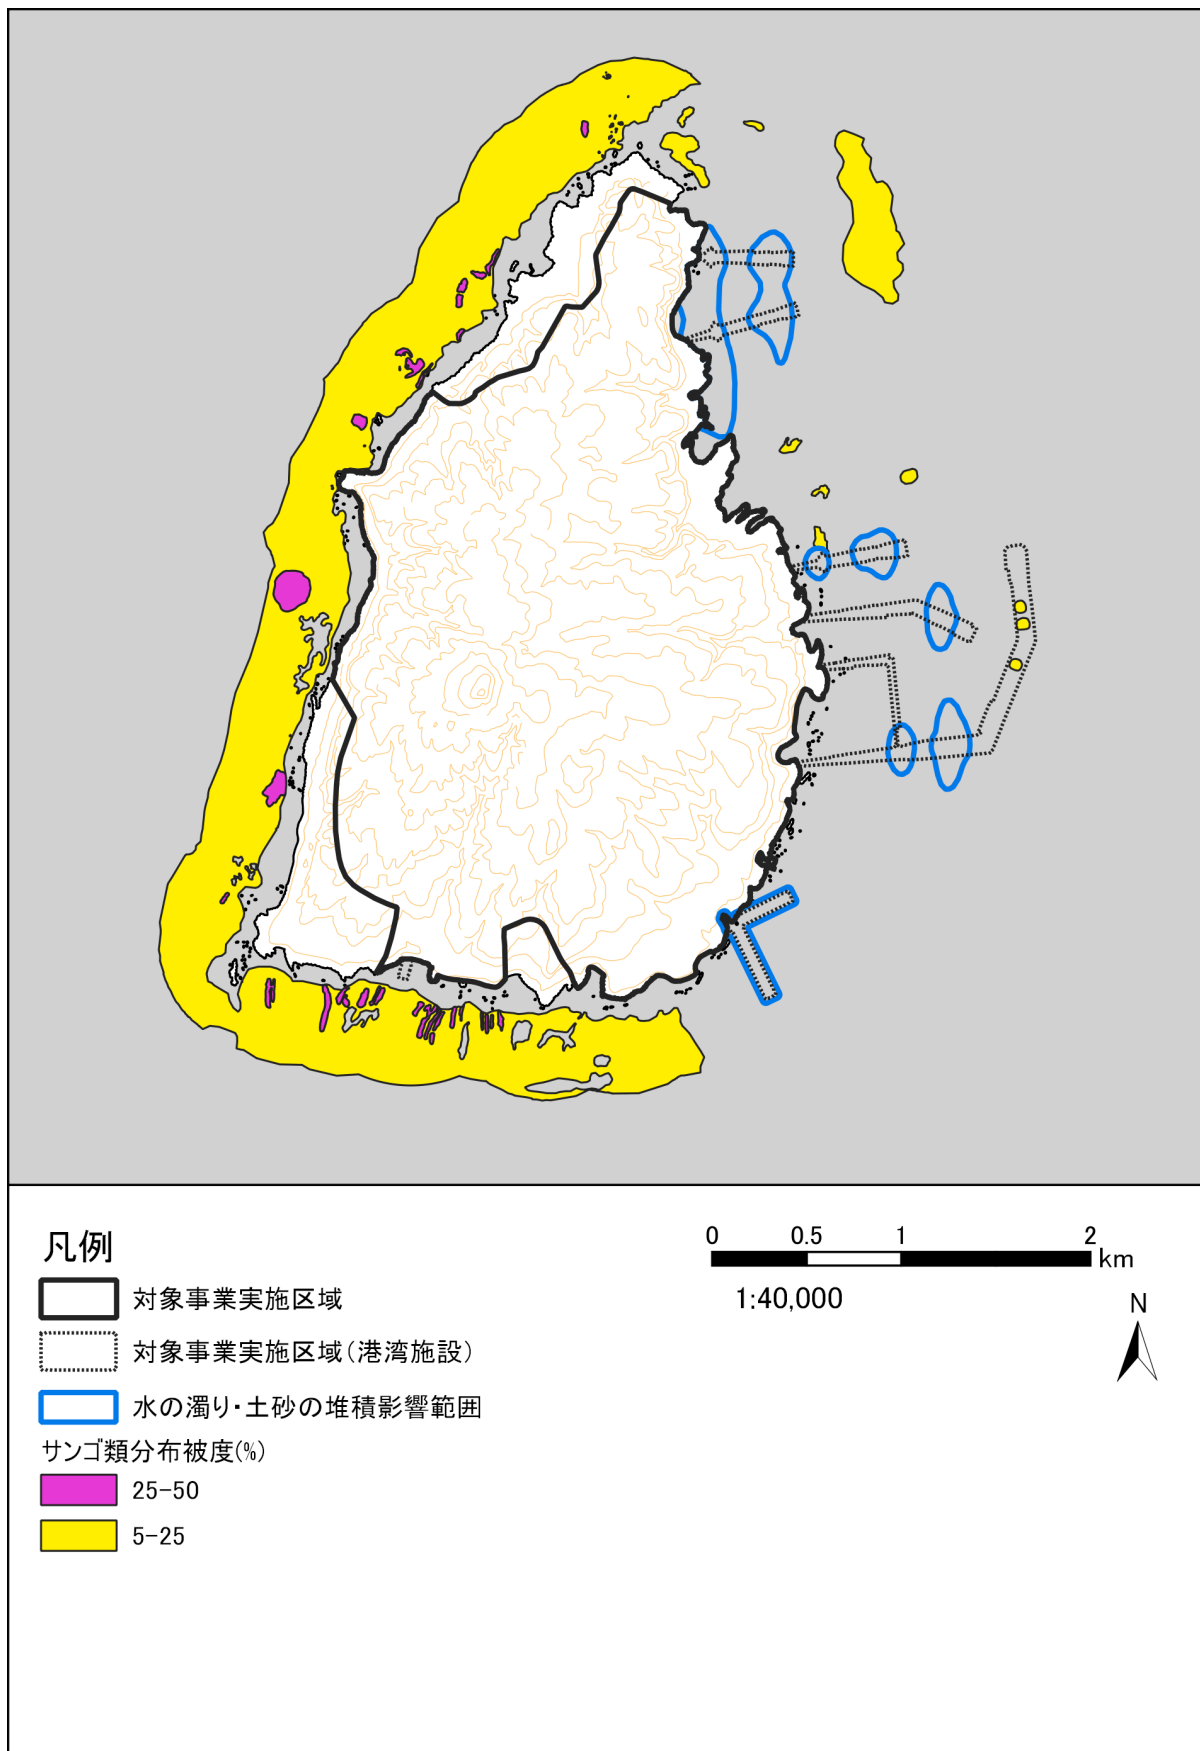 凡例
対象事業実施区域
対象事業実施区域(港湾施設)
水の濁り・土砂の堆積影響範囲
サンゴ類分布被度(%)
25-50
5-25
0 0.5 1 2
km
1:40,000
N